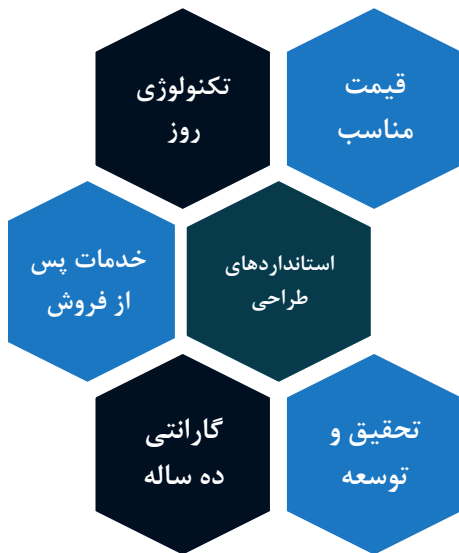 قیمت
مناسب
تکنولوژی
روز
استانداردهای
طراحی
خدمات پس
از فروش
تحقیق و
توسعه
گارانتی
ده ساله